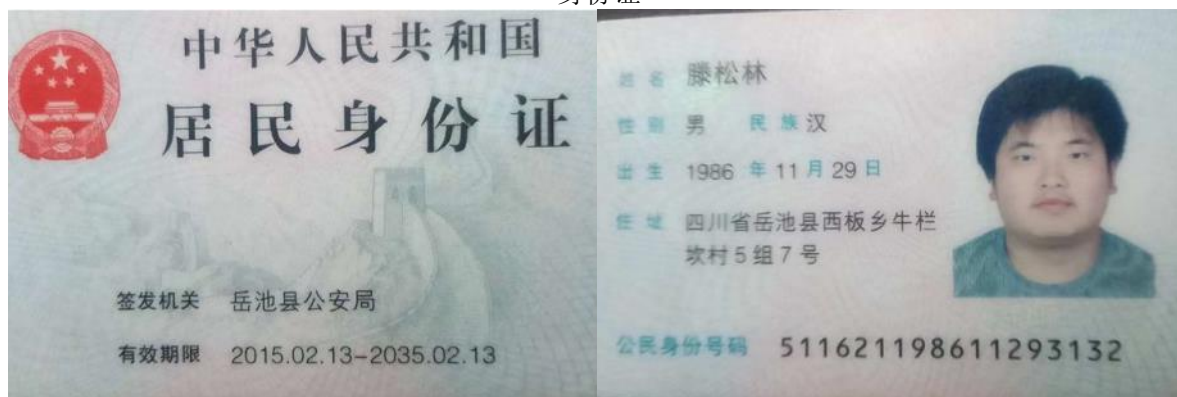 身份证
中华人民共和国
居民身份证
签发机关 岳池县公安局
有效期限 2015.02.13-2035.02.13
姓名 滕松林
性别 男 民族 汉
出生 1986 年 11 月 29 日
住址 四川省岳池县西板乡牛栏
坎村5组7号
公民身份号码 511621198611293132